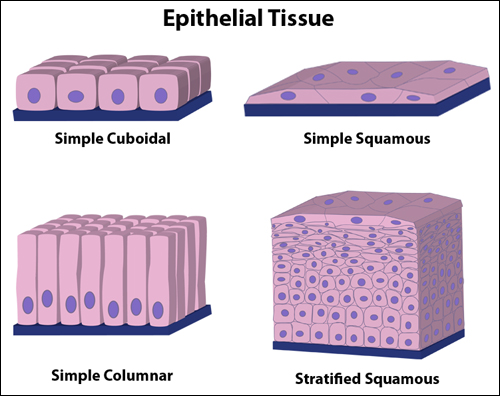 Epithelial Tissue
Simple Cuboidal
Simple Squamous
Simple Columnar
Stratified Squamous